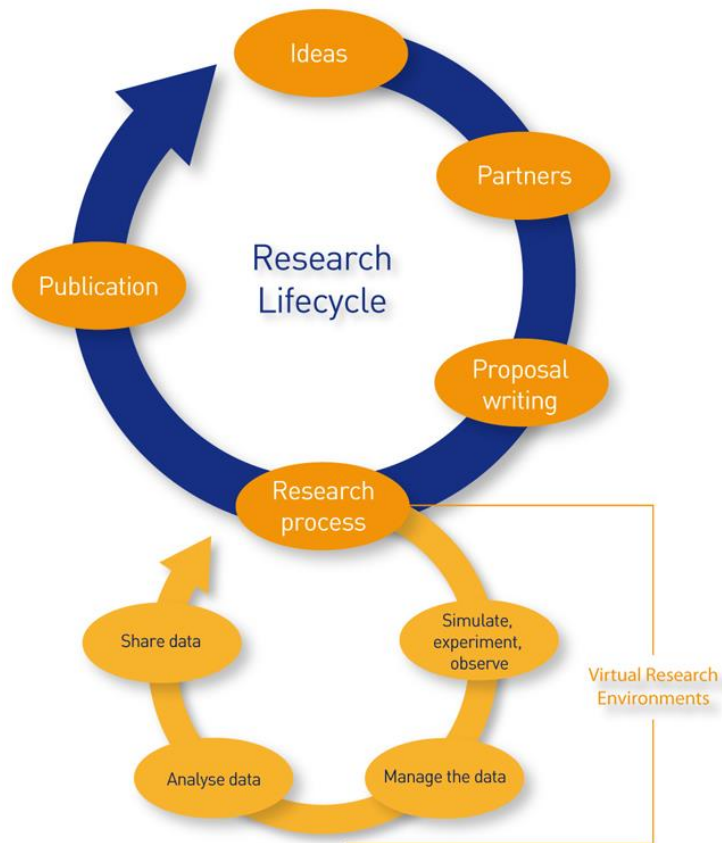 Ideas
Partners
Research
Lifecycle
Publication
Proposal
writing
Research
process
Share data
Simulate,
experiment,
observe
Virtual Research
Environments
Analyse data
Manage the data